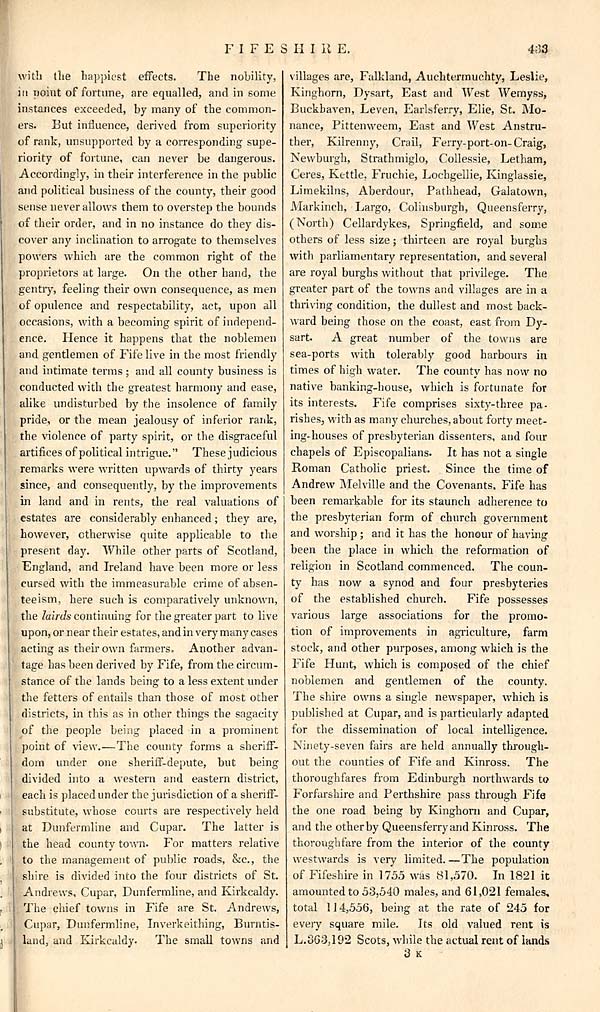 FIFESHIRE. 433
with the happiest effects. The nobility,
in point of fortune, are equalled, and in some
instances exceeded, by many of the common-
ers. But influence, derived from superiority
of rank, unsupported by a corresponding supe-
riority of fortune, can never be dangerous.
Accordingly, in their interference in the public
and political business of the county, their good
sense never allows them to overstep the bounds
of their order, and in no instance do they dis-
cover any inclination to arrogate to themselves
powers which are the common right of the
proprietors at large. On the other hand, the
gentry, feeling their own consequence, as men
of opulence and respectability, act, upon all
occasions, with a becoming spirit of independ-
ence. Hence it happens that the noblemen
and gentlemen of Fife live in the most friendly
and intimate terms; and all county business is
conducted with the greatest harmony and ease,
alike undisturbed by the insolence of family
pride, or the mean jealousy of inferior rank,
the violence of party spirit, or the disgraceful
artifices of political intrigue." These judicious
remarks were written upwards of thirty years
since, and consequently, by the improvements
in land and in rents, the real valuations of
estates are considerably enhanced; they are,
however, otherwise quite applicable to the
present day. While other parts of Scotland,
England, and Ireland have been more or less
cursed with the immeasurable crime of absen-
teeism, here such is comparatively unknown,
the lairds continuing for the greater part to live
upon, or near their estates, and in very many cases
acting as their own farmers. Another advan-
tage has been derived by Fife, from the circum-
stance of the lands being to a less extent under
the fetters of entails than those of most other
districts, in this as in other things the sagacity
of the people being placed in a prominent
point of view.—The county forms a sheriff-
dom under one sheriff-depute, but being
divided into a western and eastern district,
each is placed under the jurisdiction of a sheriff-
substitute, whose courts are respectively held
at Dunfermline and Cupar. The latter is
the head county town. For matters relative
to the management of public roads, &c., the
shire is divided into the four districts of St.
Andrews, Cupar, Dunfermline, and Kirkcaldy.
The chief towns in Fife are St. Andrews,
Cupar, Dunfermline, Inverkeithing, Burntis-
land, and Kirkcaldy. The small towns and
villages are, Falkland, Auchtermuchty, Leslie,
Kinghorn, Dysart, East and West Wemyss,
Buckhaven, Leven, Earlsferry, Elie, St. Mo-
nance, Pittenweem, East and West Anstru-
ther, Kilrenny, Crail, Ferry-port-on-Craig,
Newburgh, Strathmiglo, Collessie, Letham,
Ceres, Kettle, Fruchie, Lochgellie, Kinglassie,
Limekilns, Aberdour, Pathhead, Galatown,
Markinch, Largo, Colinsburgh, Queensferry,
(North) Cellardykes, Springfield, and some
others of less size; thirteen are royal burghs
with parliamentary representation, and several
are royal burghs without that privilege. The
greater part of the towns and villages are in a
thriving condition, the dullest and most back-
ward being those on the coast, east from Dy-
sart. A great number of the towns are
sea-ports with tolerably good harbours in
times of high water. The county has now no
native banking-house, which is fortunate for
its interests. Fife comprises sixty-three pa-
rishes, with as many churches, about forty meet-
ing-houses of presbyterian dissenters, and four
chapels of Episcopalians. It has not a single
Roman Catholic priest. Since the time of
Andrew Melville and the Covenants, Fife has
been remarkable for its staunch adherence to
the presbyterian form of church government
and worship; and it has the honour of having
been the place in which the reformation of
religion in Scotland commenced. The coun-
ty has now a synod and four presbyteries
of the established church. Fife possesses
various large associations for the promo-
tion of improvements in agriculture, farm
stock, and other purposes, among which is the
Fife Hunt, which is composed of the chief
noblemen and gentlemen of the county.
The shire owns a single newspaper, which is
published at Cupar, and is particularly adapted
for the dissemination of local intelligence.
Ninety-seven fairs are held annually through-
out the counties of Fife and Kinross. The
thoroughfares from Edinburgh northwards to
Forfarshire and Perthshire pass through Fife
the one road being by Kinghorn and Cupar,
and the other by Queensferry and Kinross. The
thoroughfare from the interior of the county
westwards is very limited.—The population
of Fifeshire in 1755 was 81,570. In 1821 it
amounted to 53,540 males, and 61,021 females,
total 114,556, being at the rate of 245 for
every square mile. Its old valued rent is
L.363,192 Scots, while the actual rent of lands
3 K